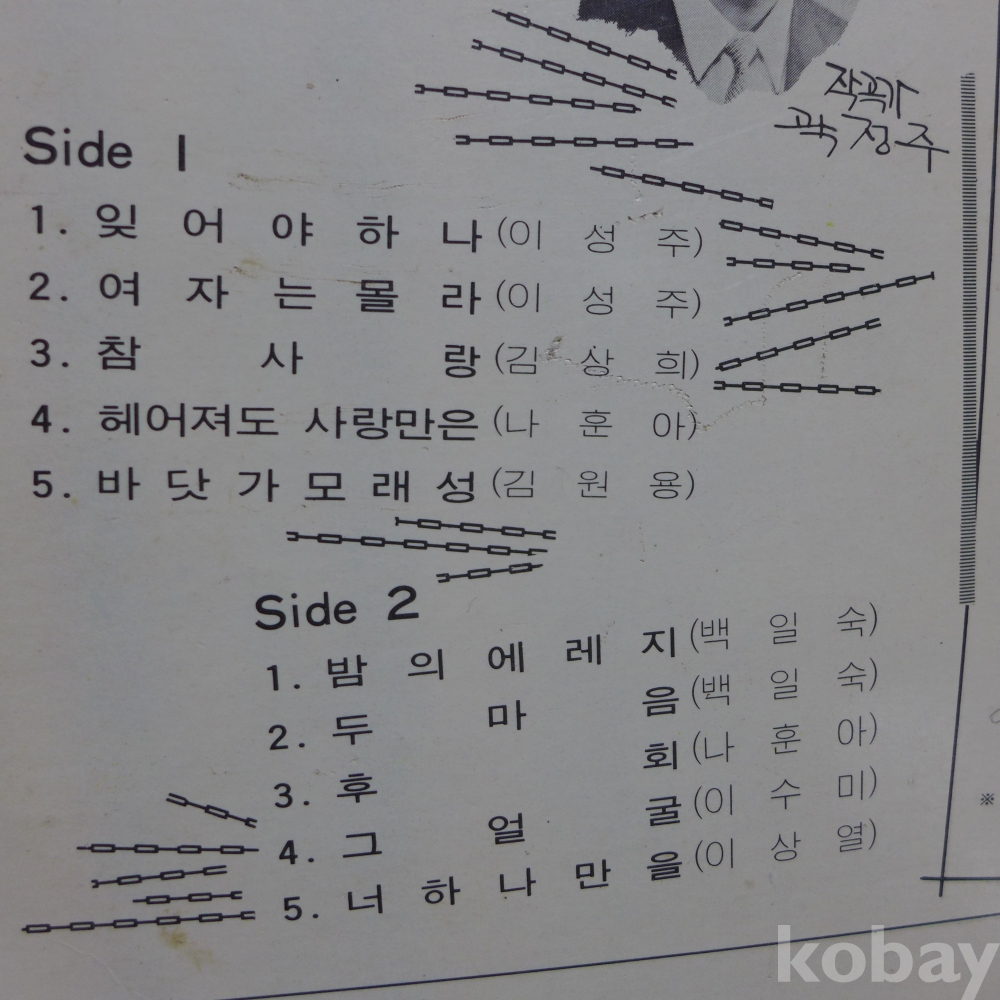 작곡가
곽정주
Side 1
1. 잊어야하나(이성주)
2. 여자는몰라(이성주)
3. 참사랑(김상희)
4. 헤어져도 사랑만은(나훈아)
5. 바닷가모래성(김원용)
Side 2
1. 밤의에레지(백일숙)
2. 두마음(백일숙)
3. 후회(나훈아)
4. 그얼굴(이수미)
5. 너하나만을(이상열)
※
kobay